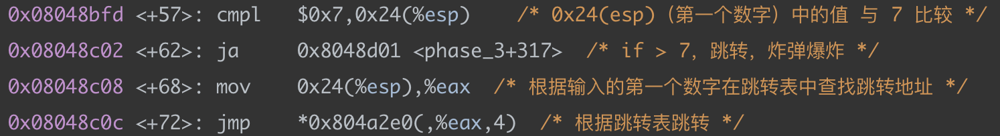 0x08048bfd <+57>: cmpl   $0x7,0x24(%esp)    /* 0x24(esp)（第一个数字）中的值 与 7 比较 */
0x08048c02 <+62>: ja     0x8048d01 <phase_3+317>  /* if > 7，跳转，炸弹爆炸 */
0x08048c08 <+68>: mov    0x24(%esp),%eax  /* 根据输入的第一个数字在跳转表中查找跳转地址 */
0x08048c0c <+72>: jmp    *0x804a2e0(,%eax,4)  /* 根据跳转表跳转 */